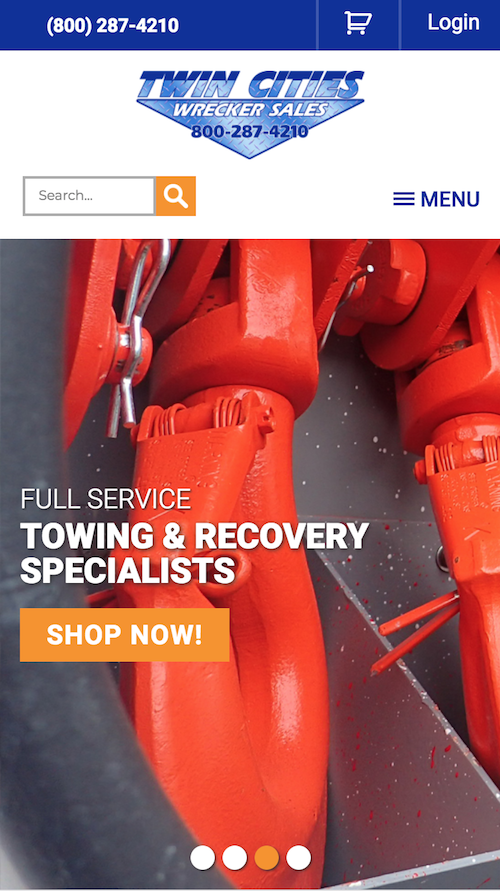 (800) 287-4210
Login
TWIN CITIES
WRECKER SALES
800-287-4210
Search...
MENU
FULL SERVICE
TOWING & RECOVERY
SPECIALISTS
SHOP NOW!